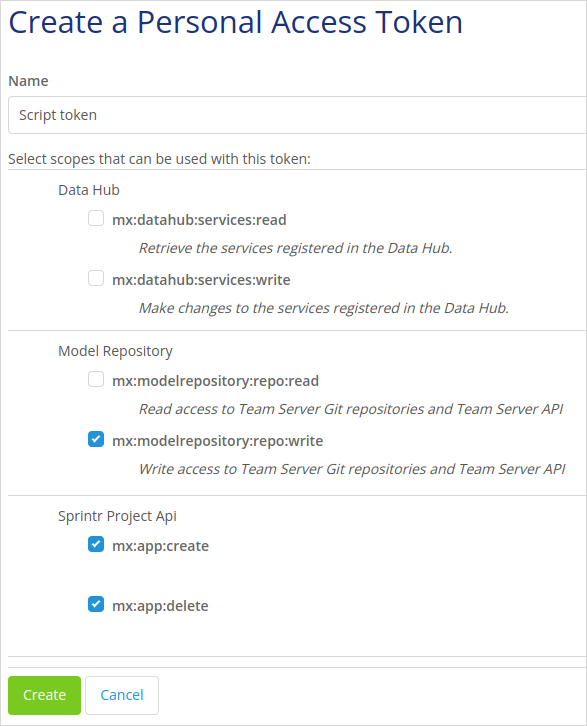 Create a Personal Access Token
Name
Script token
Select scopes that can be used with this token:
Data Hub
mx:datahub:services:read
Retrieve the services registered in the Data Hub.
mx:datahub:services:write
Make changes to the services registered in the Data Hub.
Model Repository
mx:modelrepository:repo:read
Read access to Team Server Git repositories and Team Server API
mx:modelrepository:repo:write
Write access to Team Server Git repositories and Team Server API
Sprintr Project Api
mx:app:create
mx:app:delete
Create Cancel